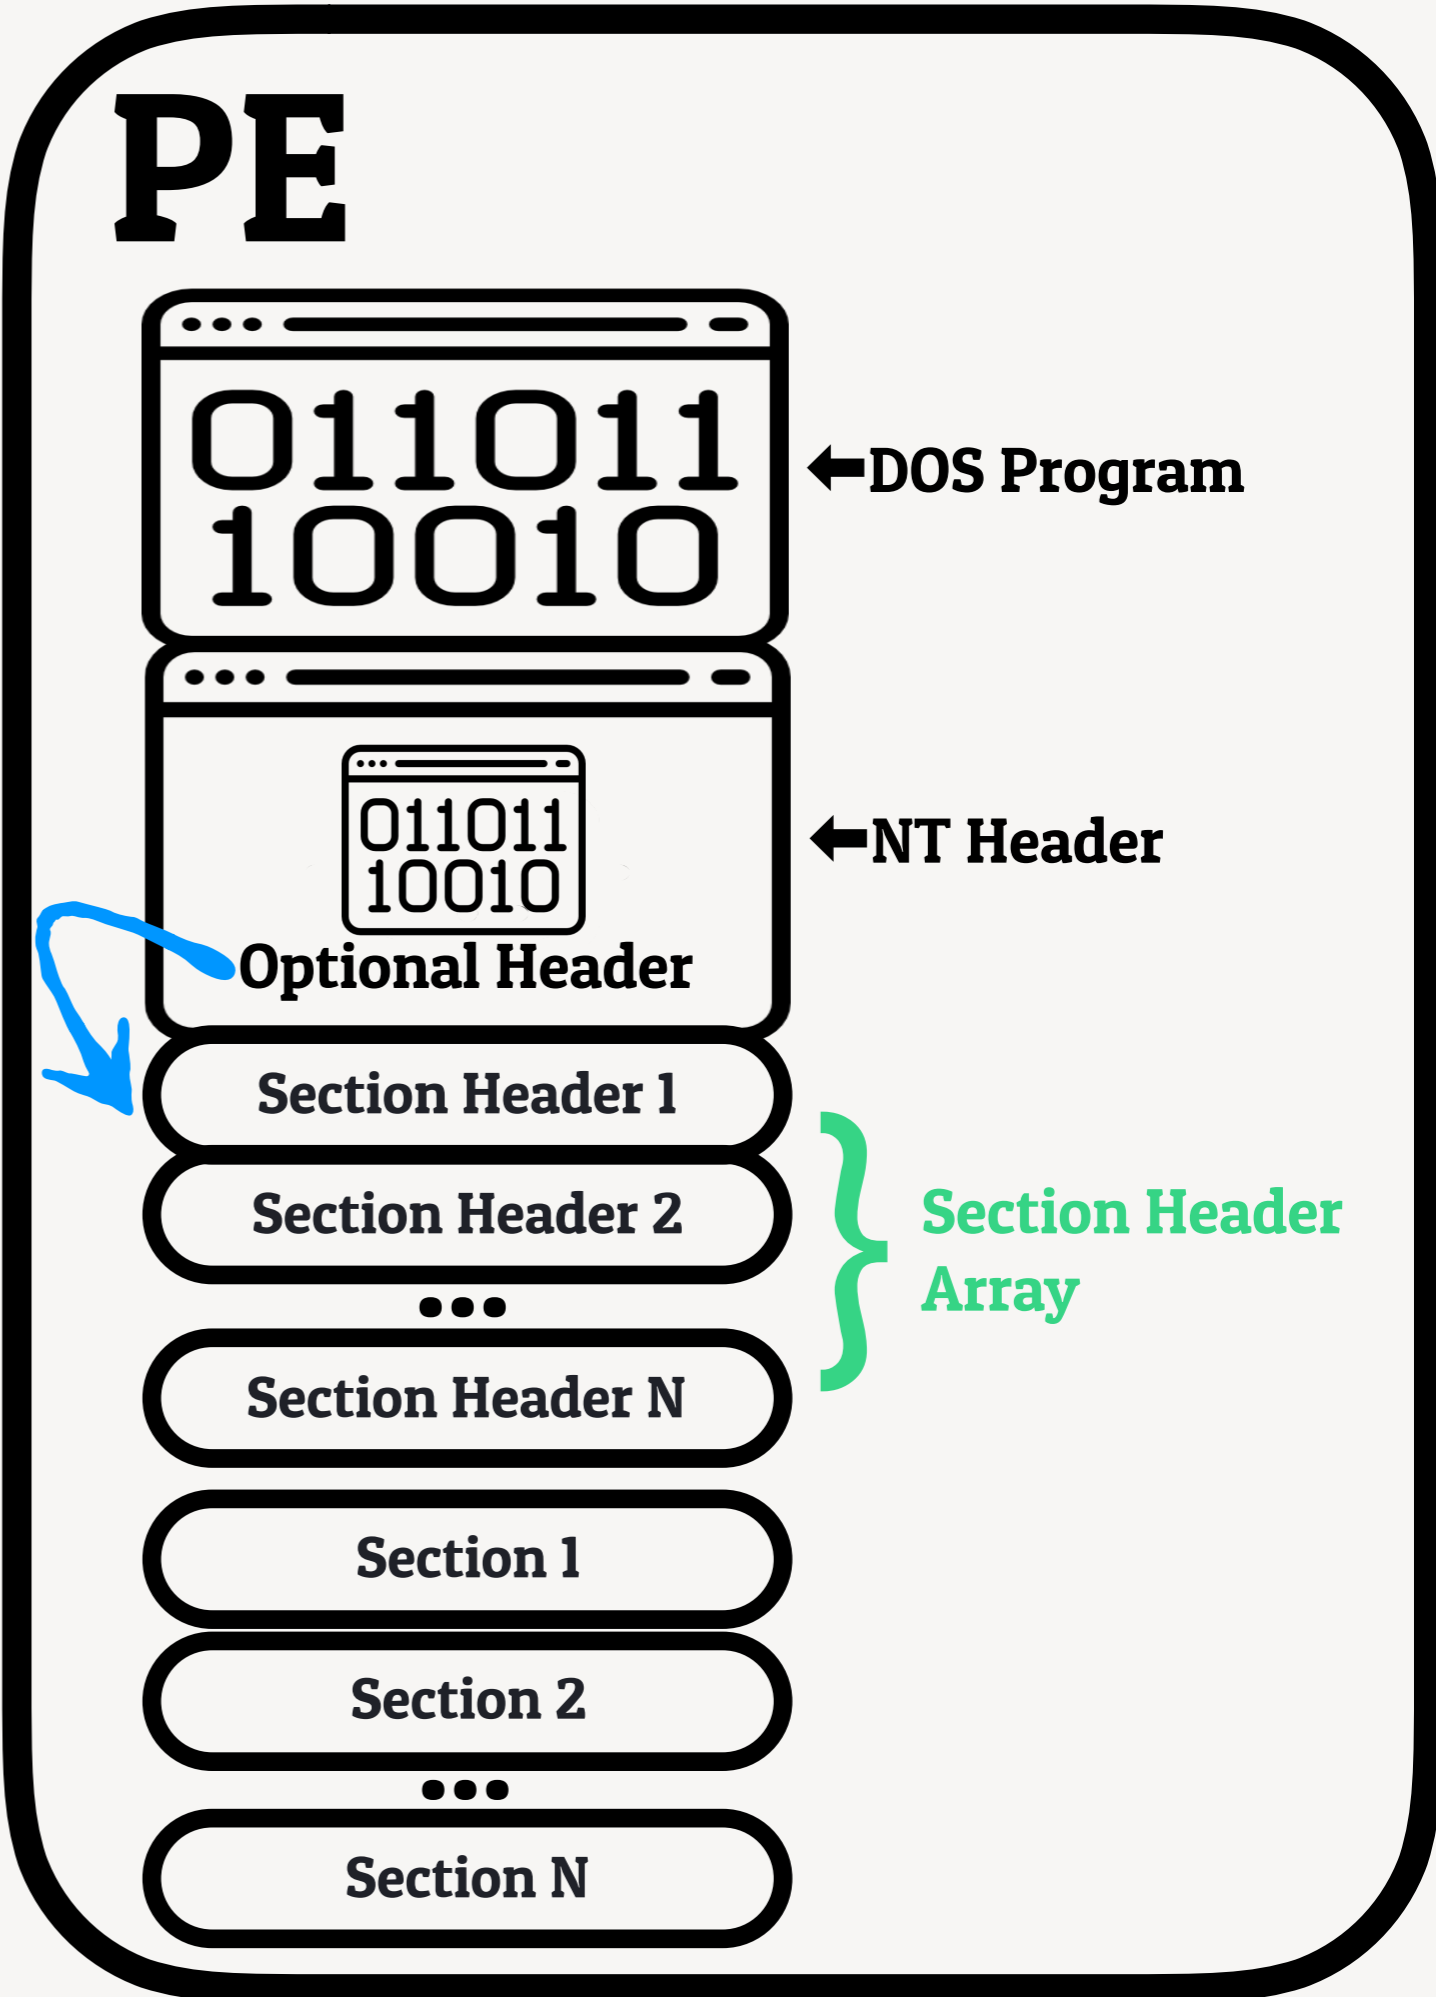 PE
011011
10010
DOS Program
011011
10010
NT Header
Optional Header
Section Header 1
Section Header 2
Section Header
Array
Section Header N
Section 1
Section 2
Section N